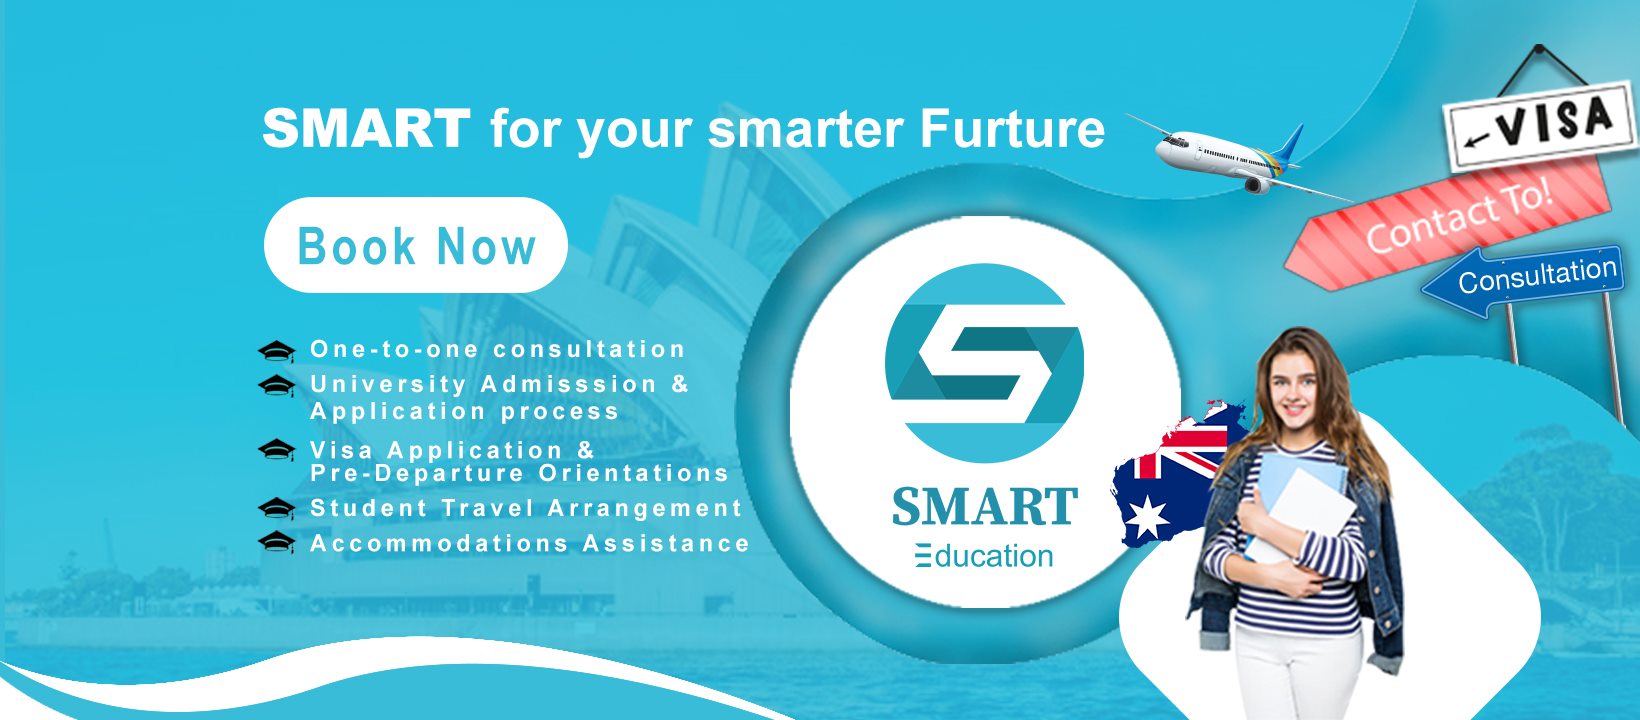 SMART for your smarter Furture
Book Now
One-to-one consultation
University Admisssion &
Application process
Visa Application &
Pre-Departure Orientations
Student Travel Arrangement
Accommodations Assistance
SMART
Education
VISA
Contact To!
Consultation